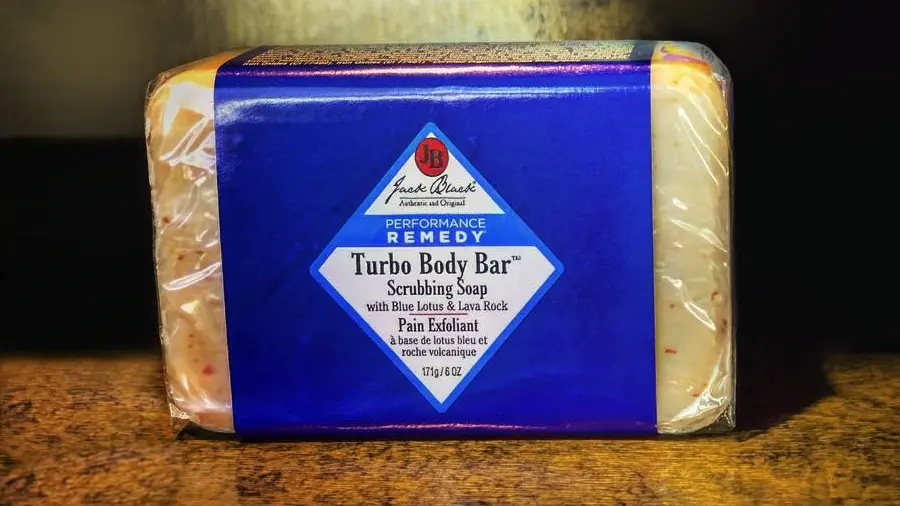 JB
Jack Black®
Authentic and Original
PERFORMANCE
REMEDY
Turbo Body Bar™
Scrubbing Soap
with Blue Lotus & Lava Rock
Pain Exfoliant
à base de lotus bleu et
roche volcanique
171g/6 OZ